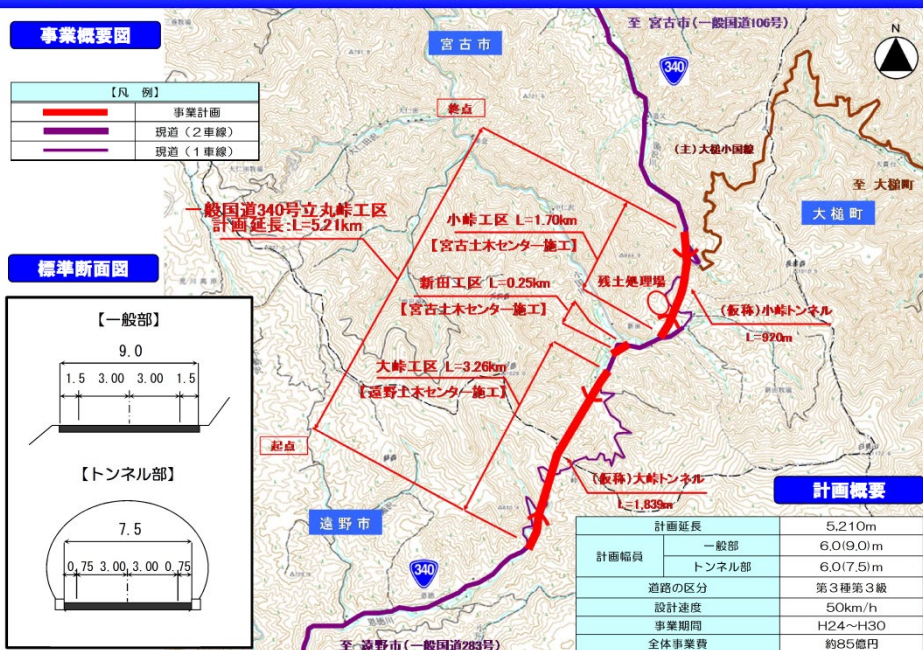 事業概要図
【凡 例】
事業計画
現道（２車線）
現道（１車線）
宮古市
至 宮古市(一般国道106号)
340
終点
(主)大槌小国線
至 大槌町
大槌町
一般国道340号立丸峠工区
計画延長:L=5.21km
小峠工区 L=1.70km
【宮古土木センター施工】
新田工区 L=0.25km
【宮古土木センター施工】
残土処理場
(仮称)小峠トンネル
L=920m
大峠工区 L=3.26km
【遠野土木センター施工】
起点
(仮称)大峠トンネル
L=1,839m
遠野市
340
至 遠野市(一般国道283号)
標準断面図
【一般部】
9.0
1.5 3.00 3.00 1.5
【トンネル部】
7.5
0.75 3.00 3.00 0.75
計画概要
計画延長 5,210m
計画幅員 一般部 6.0(9.0)m
トンネル部 6.0(7.5)m
道路の区分 第３種第３級
設計速度 50km/h
事業期間 H24～H30
全体事業費 約85億円